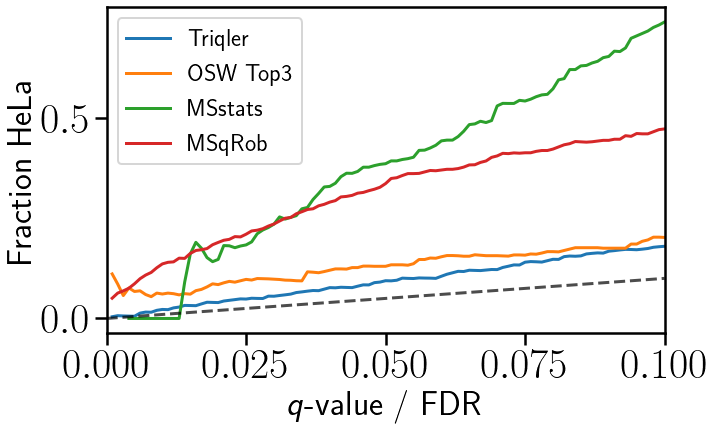 Triqler
OSW Top3
MSstats
MSqRob
Fraction HeLa
0.5
0.0
0.000 0.025 0.050 0.075 0.100
q-value / FDR